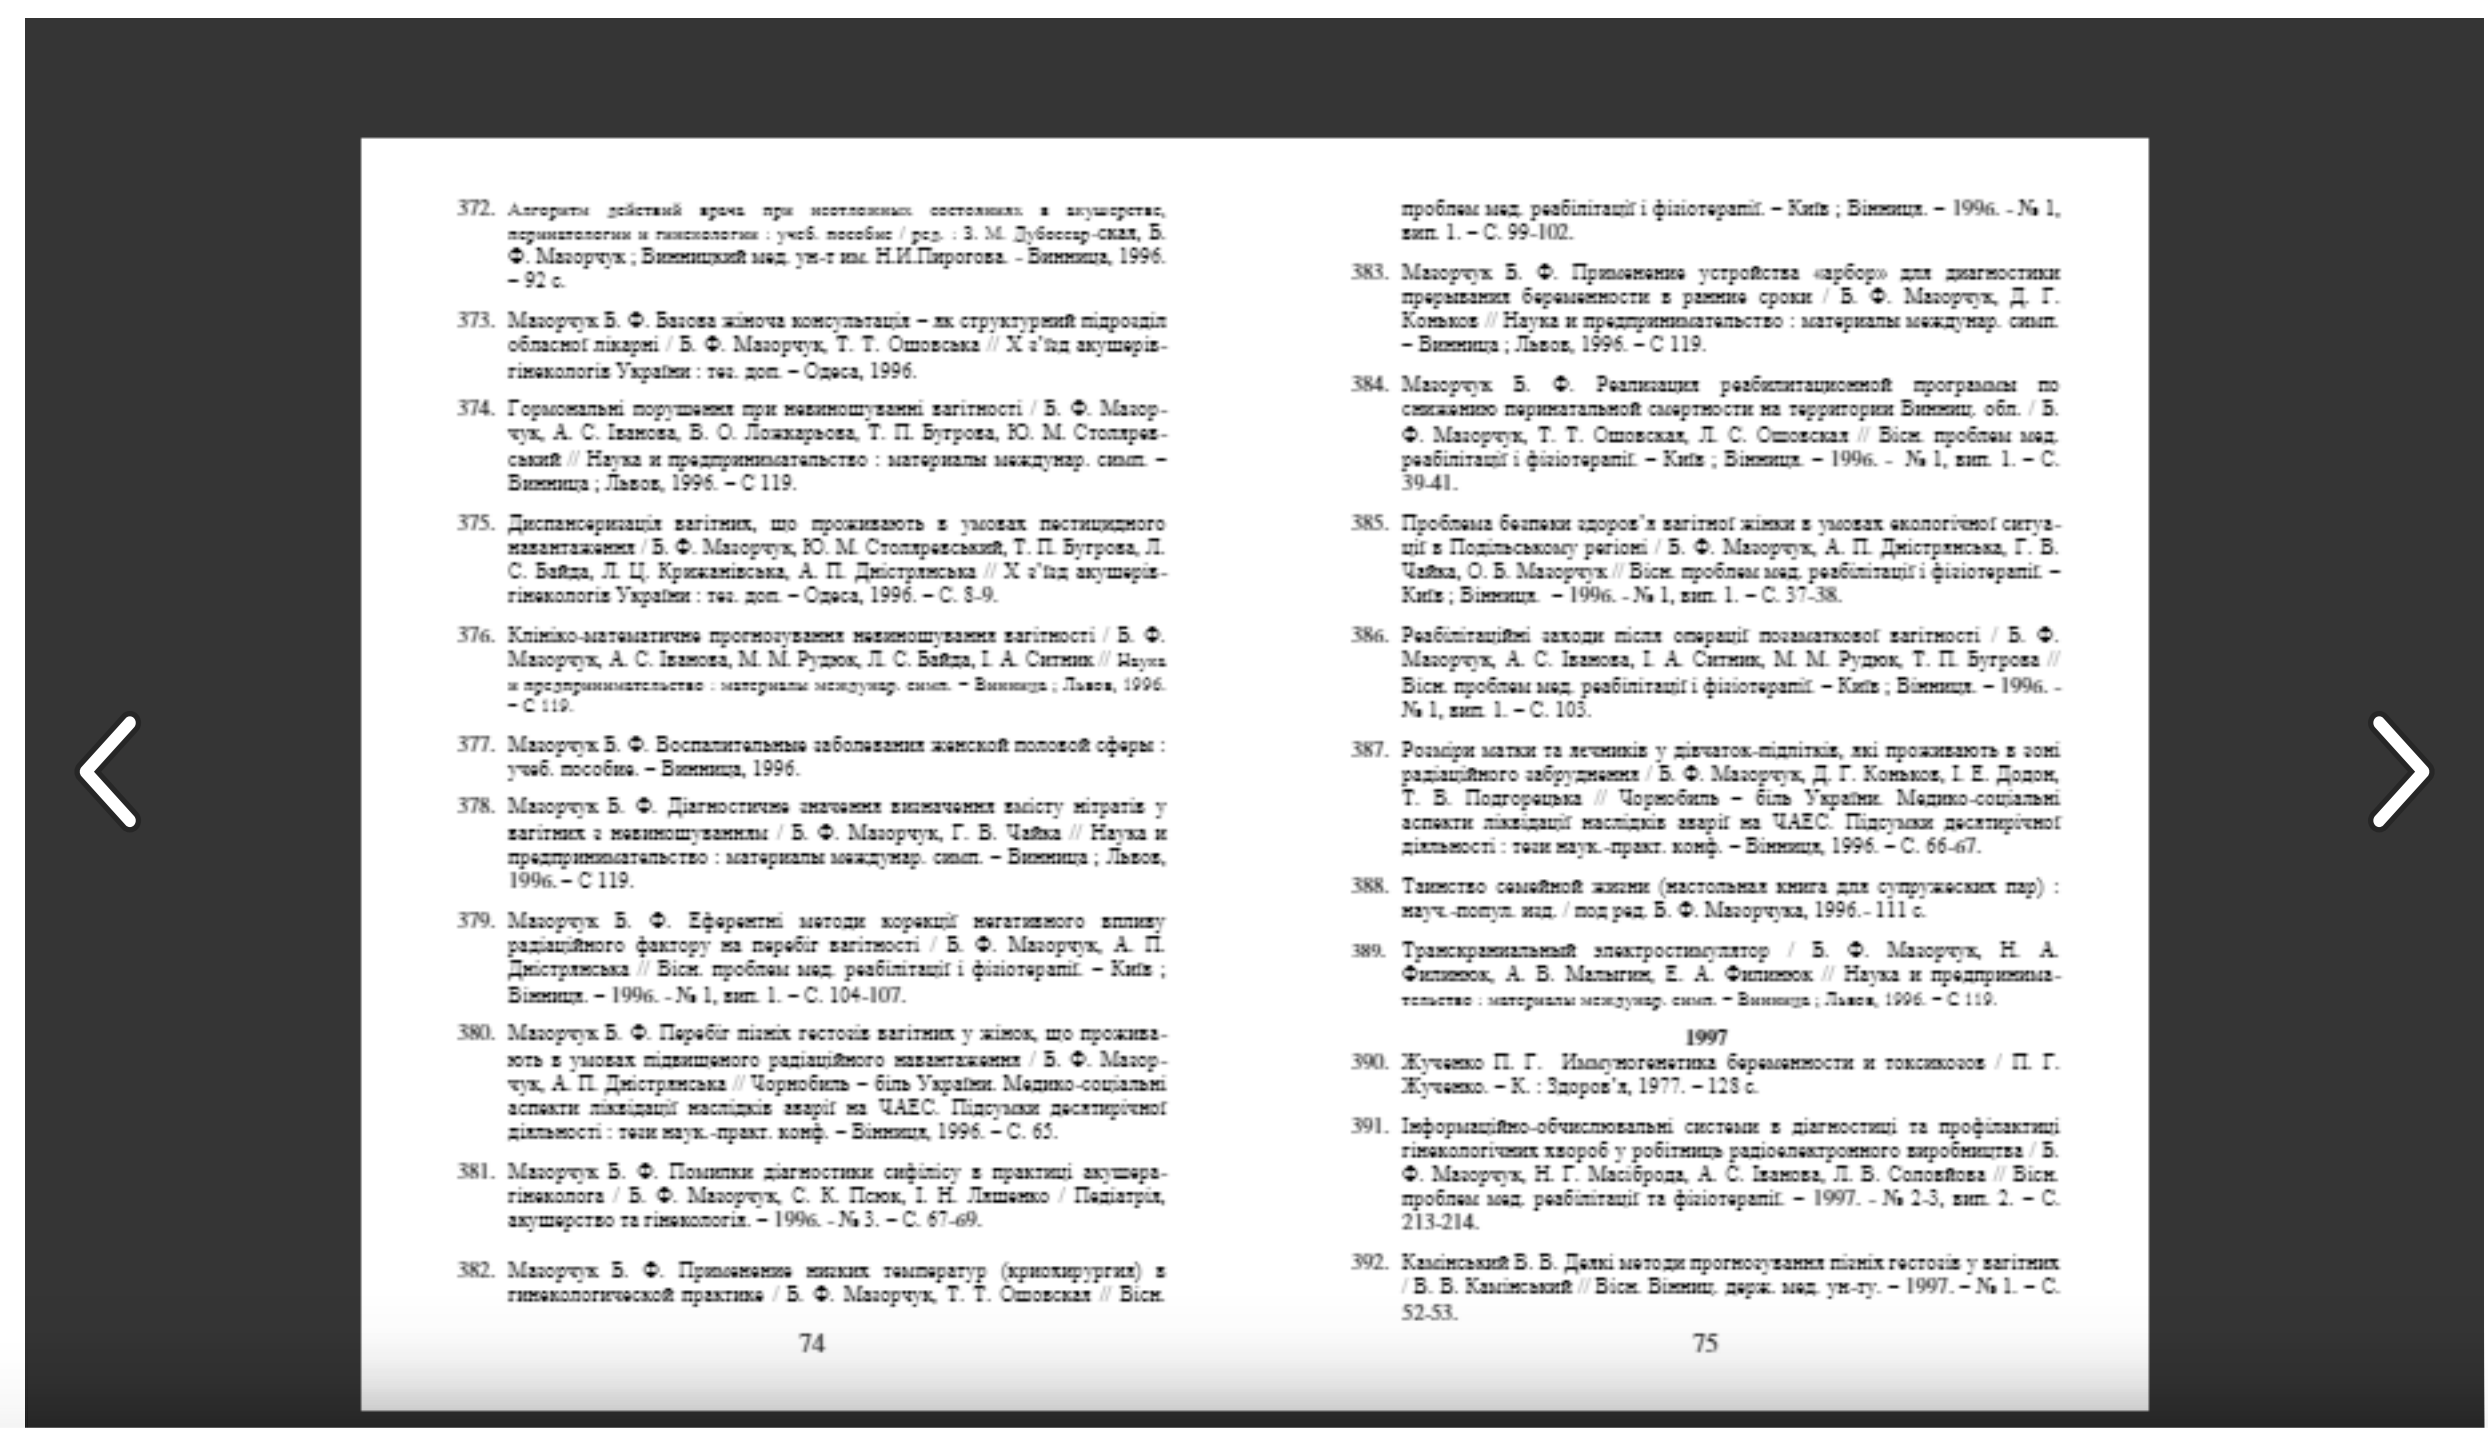 372. Алгоритм действий врача при неотложных состояниях в акушерстве,
перинатологии и гинекологии : учеб. пособие / ред. : З. М. Дубоссар-ская, Б.
Ф. Мазорчук ; Винницкий мед. ун-т им. Н.И.Пирогова. - Винница, 1996.
– 92 с.
373. Мазорчук Б. Ф. Базова жіноча консультація – як структурний підрозділ
обласної лікарні / Б. Ф. Мазорчук, Т. Т. Ошовська // X з’їзд акушерів-
гінекологів України : тез. доп. – Одеса, 1996.
374. Гормональні порушення при невиношуванні вагітності / Б. Ф. Мазор-
чук, А. С. Іванова, В. О. Ложкарьова, Т. П. Бугрова, Ю. М. Столярев-
ський // Наука и предпринимательство : материалы междунар. симп. –
Винница ; Львов, 1996. – С 119.
375. Диспансеризація вагітних, що проживають в умовах пестицидного
навантаження / Б. Ф. Мазорчук, Ю. М. Столяревський, Т. П. Бугрова, Л.
С. Байда, Л. Ц. Крижанівська, А. П. Дністрянська // X з’їзд акушерів-
гінекологів України : тез. доп. – Одеса, 1996. – С. 8-9.
376. Клініко-математичне прогнозування невиношування вагітності / Б. Ф.
Мазорчук, А. С. Іванова, М. М. Рудюк, Л. С. Байда, І. А. Ситник // Наука
и предпринимательство : материалы междунар. симп. – Винница ; Львов, 1996.
– С 119.
377. Мазорчук Б. Ф. Воспалительные заболевания женской половой сферы :
учеб. пособие. – Винница, 1996.
378. Мазорчук Б. Ф. Діагностичне значення визначення вмісту нітратів у
вагітних з невиношуванням / Б. Ф. Мазорчук, Г. В. Чайка // Наука и
предпринимательство : материалы междунар. симп. – Винница ; Львов,
1996. – С 119.
379. Мазорчук Б. Ф. Еферентні методи корекції негативного впливу
радіаційного фактору на перебіг вагітності / Б. Ф. Мазорчук, А. П.
Дністрянська // Вісн. проблем мед. реабілітації і фізіотерапії. – Київ ;
Вінниця. – 1996. - № 1, вип. 1. – С. 104-107.
380. Мазорчук Б. Ф. Перебіг пізніх гестозів вагітних у жінок, що прожива-
ють в умовах підвищеного радіаційного навантаження / Б. Ф. Мазор-
чук, А. П. Дністрянська // Чорнобиль – біль України. Медико-соціальні
аспекти ліквідації наслідків аварії на ЧАЕС. Підсумки десятирічної
діяльності : тези наук.-практ. конф. – Вінниця, 1996. – С. 65.
381. Мазорчук Б. Ф. Помилки діагностики сифілісу в практиці акушера-
гінеколога / Б. Ф. Мазорчук, С. К. Псюк, І. Н. Ляшенко / Педіатрія,
акушерство та гінекологія. – 1996. - № 3. – С. 67-69.
382. Мазорчук Б. Ф. Применение низких температур (криохирургия) в
гинекологической практике / Б. Ф. Мазорчук, Т. Т. Ошовская // Вісн.
74
проблем мед. реабілітації і фізіотерапії. – Київ ; Вінниця. – 1996. - № 1,
вип. 1. – С. 99-102.
383. Мазорчук Б. Ф. Применение устройства «арбор» для диагностики
прерывания беременности в ранние сроки / Б. Ф. Мазорчук, Д. Г.
Коньков // Наука и предпринимательство : материалы междунар. симп.
– Винница ; Львов, 1996. – С 119.
384. Мазорчук Б. Ф. Реализация реабилитационной программы по
снижению перинатальной смертности на территории Винниц. обл. / Б.
Ф. Мазорчук, Т. Т. Ошовская, Л. С. Ошовская // Вісн. проблем мед.
реабілітації і фізіотерапії. – Київ ; Вінниця. – 1996. - № 1, вип. 1. – С.
39-41.
385. Проблема безпеки здоров’я вагітної жінки в умовах екологічної ситуа-
ції в Подільському регіоні / Б. Ф. Мазорчук, А. П. Дністрянська, Г. В.
Чайка, О. Б. Мазорчук // Вісн. проблем мед. реабілітації і фізіотерапії. –
Київ ; Вінниця. – 1996. - № 1, вип. 1. – С. 37-38.
386. Реабілітаційні заходи після операції позаматкової вагітності / Б. Ф.
Мазорчук, А. С. Іванова, І. А. Ситник, М. М. Рудюк, Т. П. Бугрова //
Вісн. проблем мед. реабілітації і фізіотерапії. – Київ ; Вінниця. – 1996. -
№ 1, вип. 1. – С. 103.
387. Розміри матки та яєчників у дівчаток-підлітків, які проживають в зоні
радіаційного забруднення / Б. Ф. Мазорчук, Д. Г. Коньков, І. Е. Додон,
Т. В. Подгорецька // Чорнобиль – біль України. Медико-соціальні
аспекти ліквідації наслідків аварії на ЧАЕС. Підсумки десятирічної
діяльності : тези наук.-практ. конф. – Вінниця, 1996. – С. 66-67.
388. Таинство семейной жизни (настольная книга для супружеских пар) :
науч.-попул. изд. / под ред. Б. Ф. Мазорчука, 1996.- 111 с.
389. Транскраниальный электростимулятор / Б. Ф. Мазорчук, Н. А.
Филинюк, А. В. Малыгин, Е. А. Филинюк // Наука и предпринима-
тельство : материалы междунар. симп. – Винница ; Львов, 1996. – С 119.
1997
390. Жученко П. Г. Иммуногенетика беременности и токсикозов / П. Г.
Жученко. – К. : Здоров’я, 1977. – 128 с.
391. Інформаційно-обчислювальні системи в діагностиці та профілактиці
гінекологічних хвороб у робітниць радіоелектронного виробництва / Б.
Ф. Мазорчук, Н. Г. Масіброда, А. С. Іванова, Л. В. Соловйова // Вісн.
проблем мед. реабілітації та фізіотерапії. – 1997. - № 2-3, вип. 2. – С.
213-214.
392. Камінський В. В. Деякі методи прогнозування пізніх гестозів у вагітних
/ В. В. Камінський // Вісн. Вінниц. держ. мед. ун-ту. – 1997. – № 1. – С.
52-53.
75